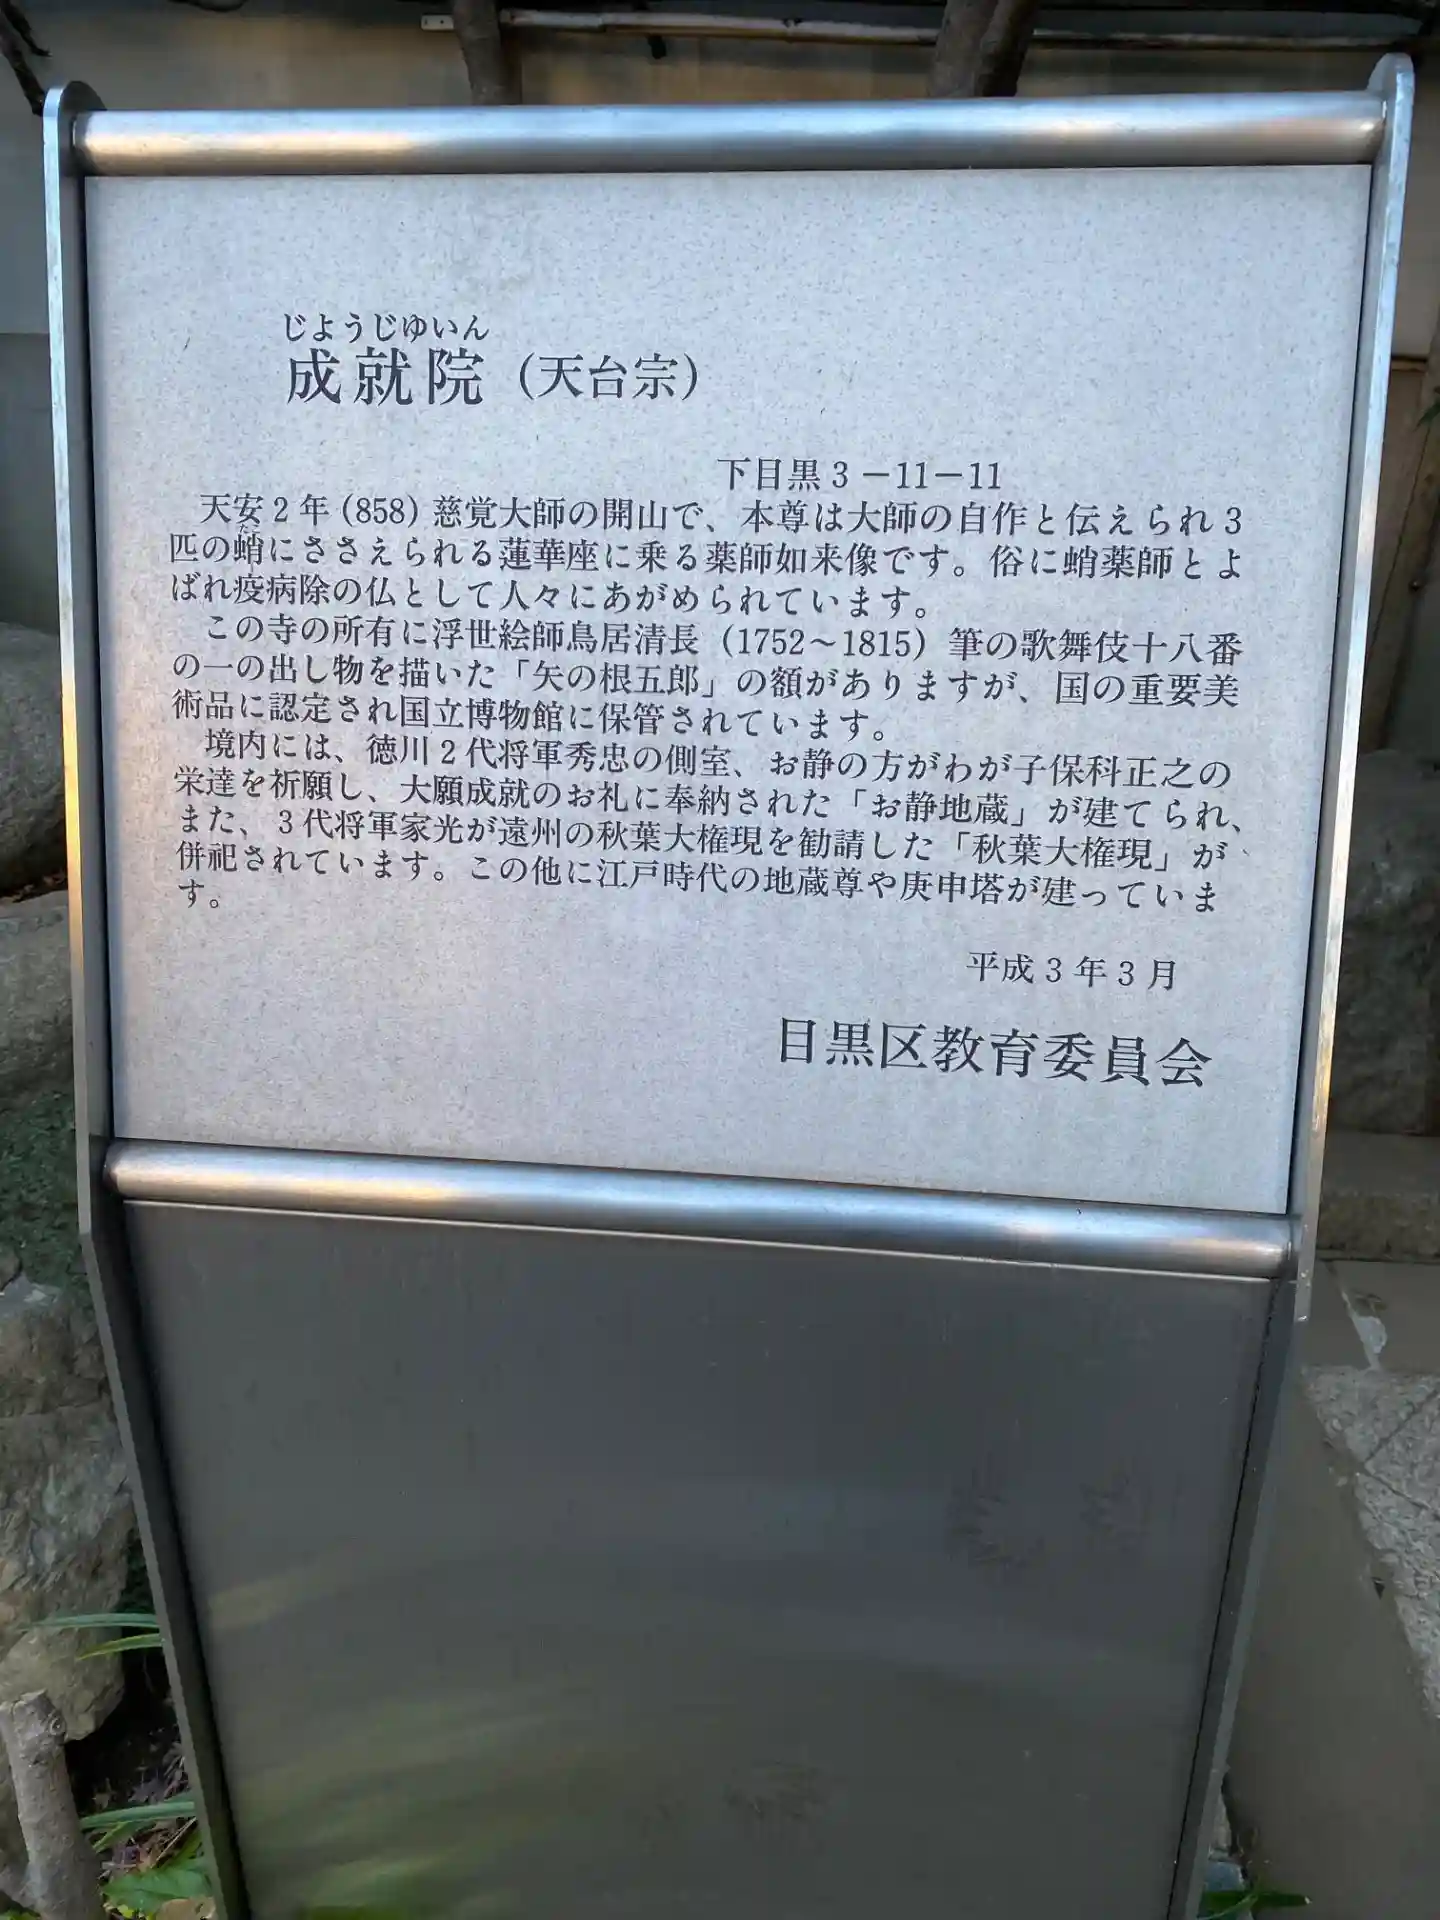 じようじゆいん
成就院（天台宗）
下目黒3－11－11
天安2年(858)慈覚大師の開山で、本尊は大師の自作と伝えられ3
たこ
匹の蛸にささえられる蓮華座に乗る薬師如来像です。俗に蛸薬師とよ
ばれ疫病除の仏として人々にあがめられています。
この寺の所有に浮世絵師鳥居清長（1752～1815）筆の歌舞伎十八番
の一の出し物を描いた「矢の根五郎」の額がありますが、国の重要美
術品に認定され国立博物館に保管されています。
境内には、徳川2代将軍秀忠の側室、お静の方がわが子保科正之の
栄達を祈願し、大願成就のお礼に奉納された「お静地蔵」が建てられ、
また、3代将軍家光が遠州の秋葉大権現を勧請した「秋葉大権現」が
併祀されています。この他に江戸時代の地蔵尊や庚申塔が建っていま
す。
平成3年3月
目黒区教育委員会